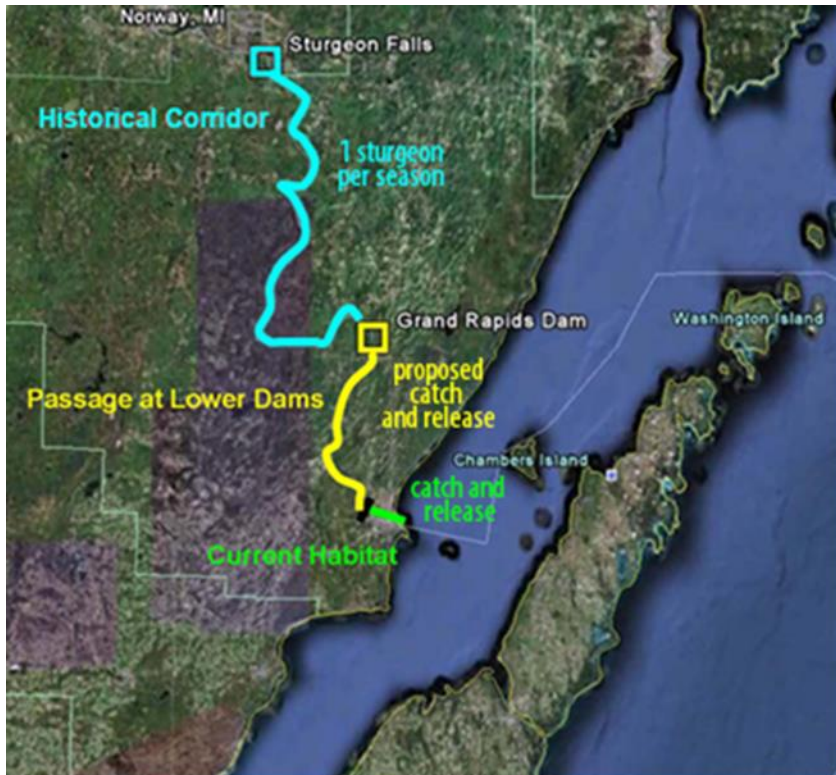 Norway, MI
Sturgeon Falls
Historical Corridor
1 sturgeon
per season
Grand Rapids Dam
Washington Island
Passage at Lower Dams
proposed
catch
and release
Chambers Island
catch and
release
Current Habitat